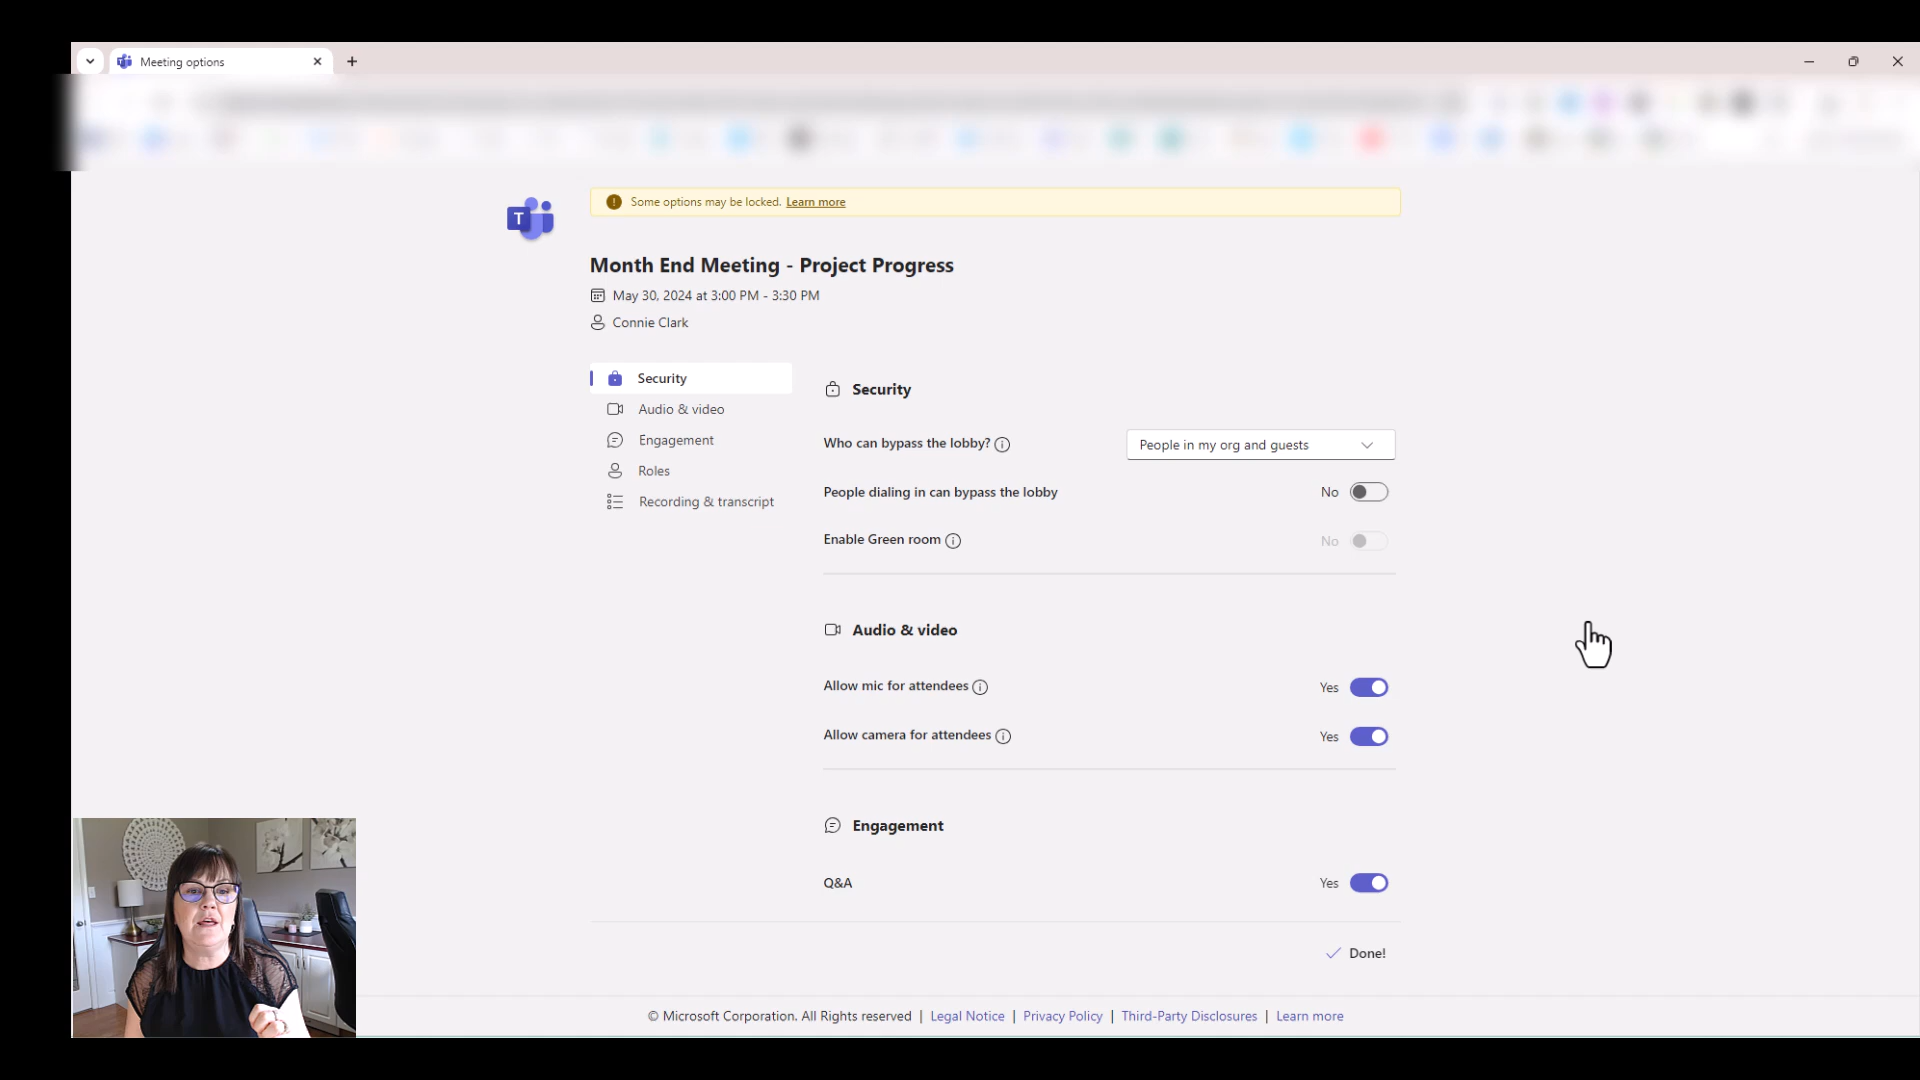 Meeting options
Some options may be locked. Learn more
T
Month End Meeting - Project Progress
May 30, 2024 at 3:00 PM - 3:30 PM
Connie Clark
Security
Audio & video
Engagement
Roles
Recording & transcript
Security
Who can bypass the lobby?
People in my org and guests
People dialing in can bypass the lobby
No
Enable Green room
No
Audio & video
Allow mic for attendees
Yes
Allow camera for attendees
Yes
Engagement
Q&A
Yes
Done!
© Microsoft Corporation. All Rights reserved | Legal Notice | Privacy Policy | Third-Party Disclosures | Learn more